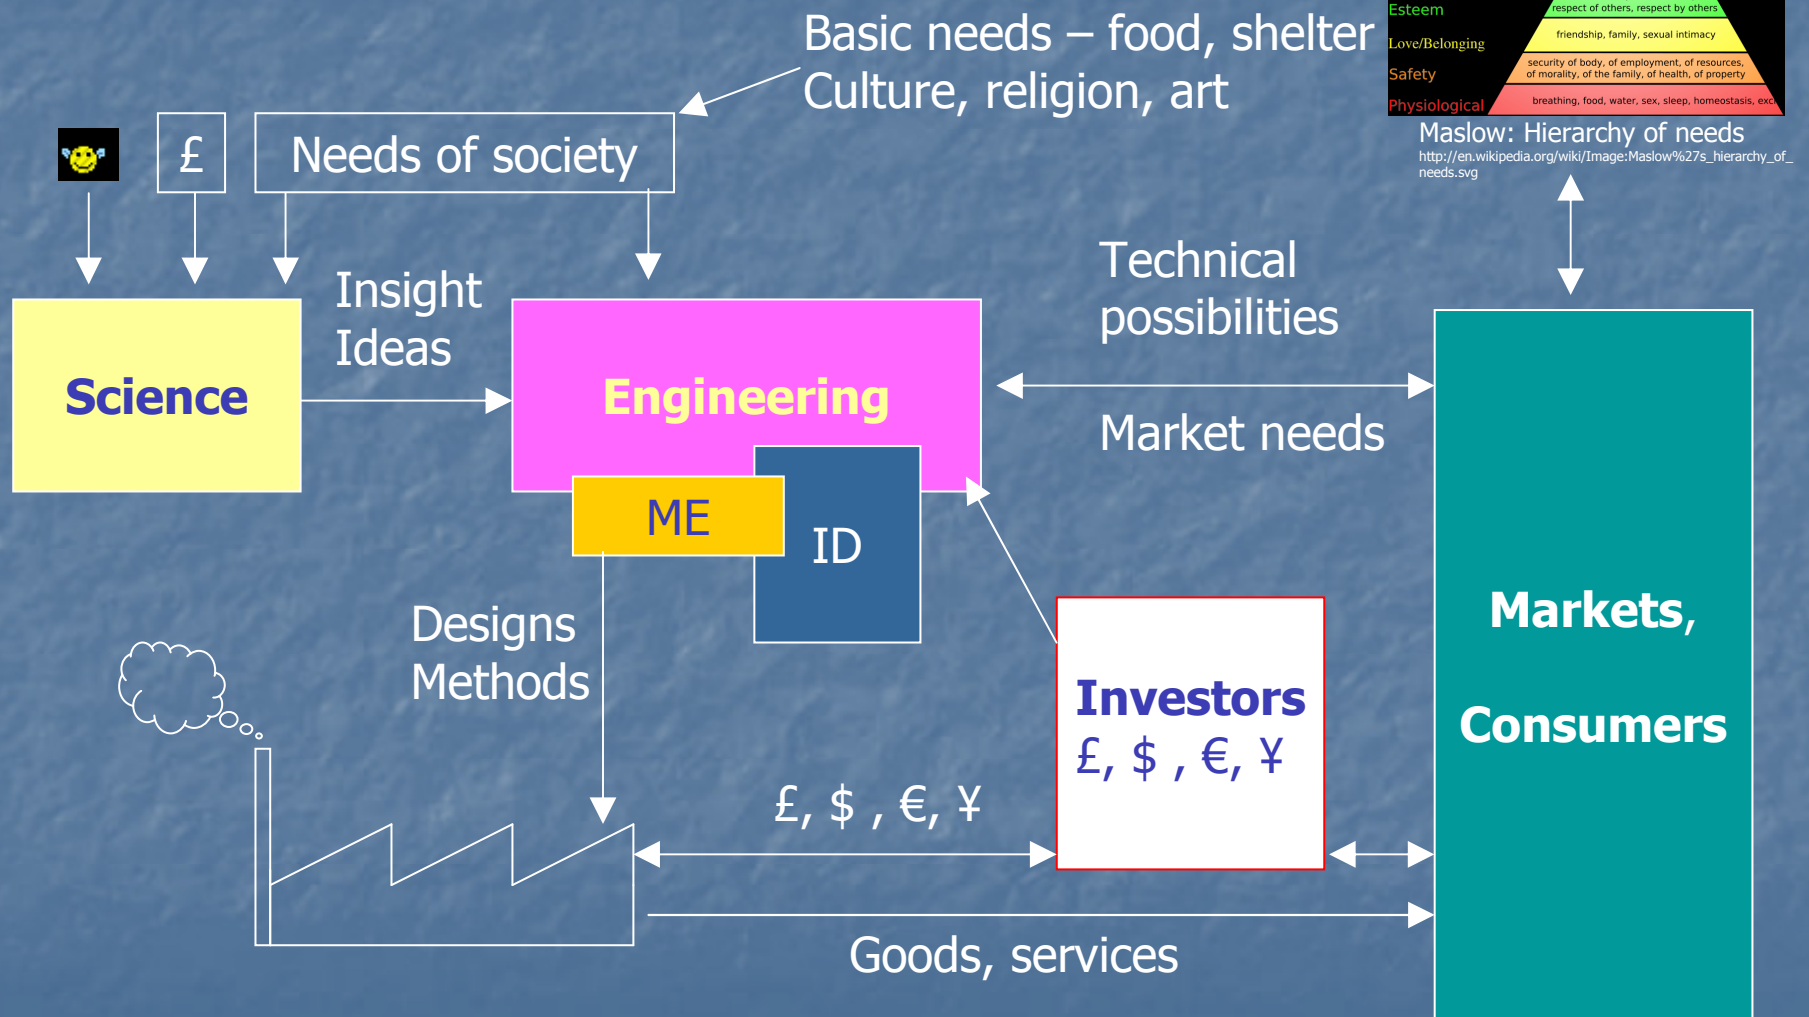 Basic needs – food, shelter
Culture, religion, art
Esteem
respect of others, respect by others
Love/Belonging
friendship, family, sexual intimacy
Safety
security of body, of employment, of resources,
of morality, of the family, of health, of property
Physiological
breathing, food, water, sex, sleep, homeostasis, exc
Maslow: Hierarchy of needs
http://en.wikipedia.org/wiki/Image:Maslow%27s_hierarchy_of_
needs.svg
£
Needs of society
Insight
Ideas
Technical
possibilities
Science
Engineering
Market needs
ME
ID
Designs
Methods
Investors
£, $ , €, ¥
Markets,
Consumers
£, $ , €, ¥
Goods, services